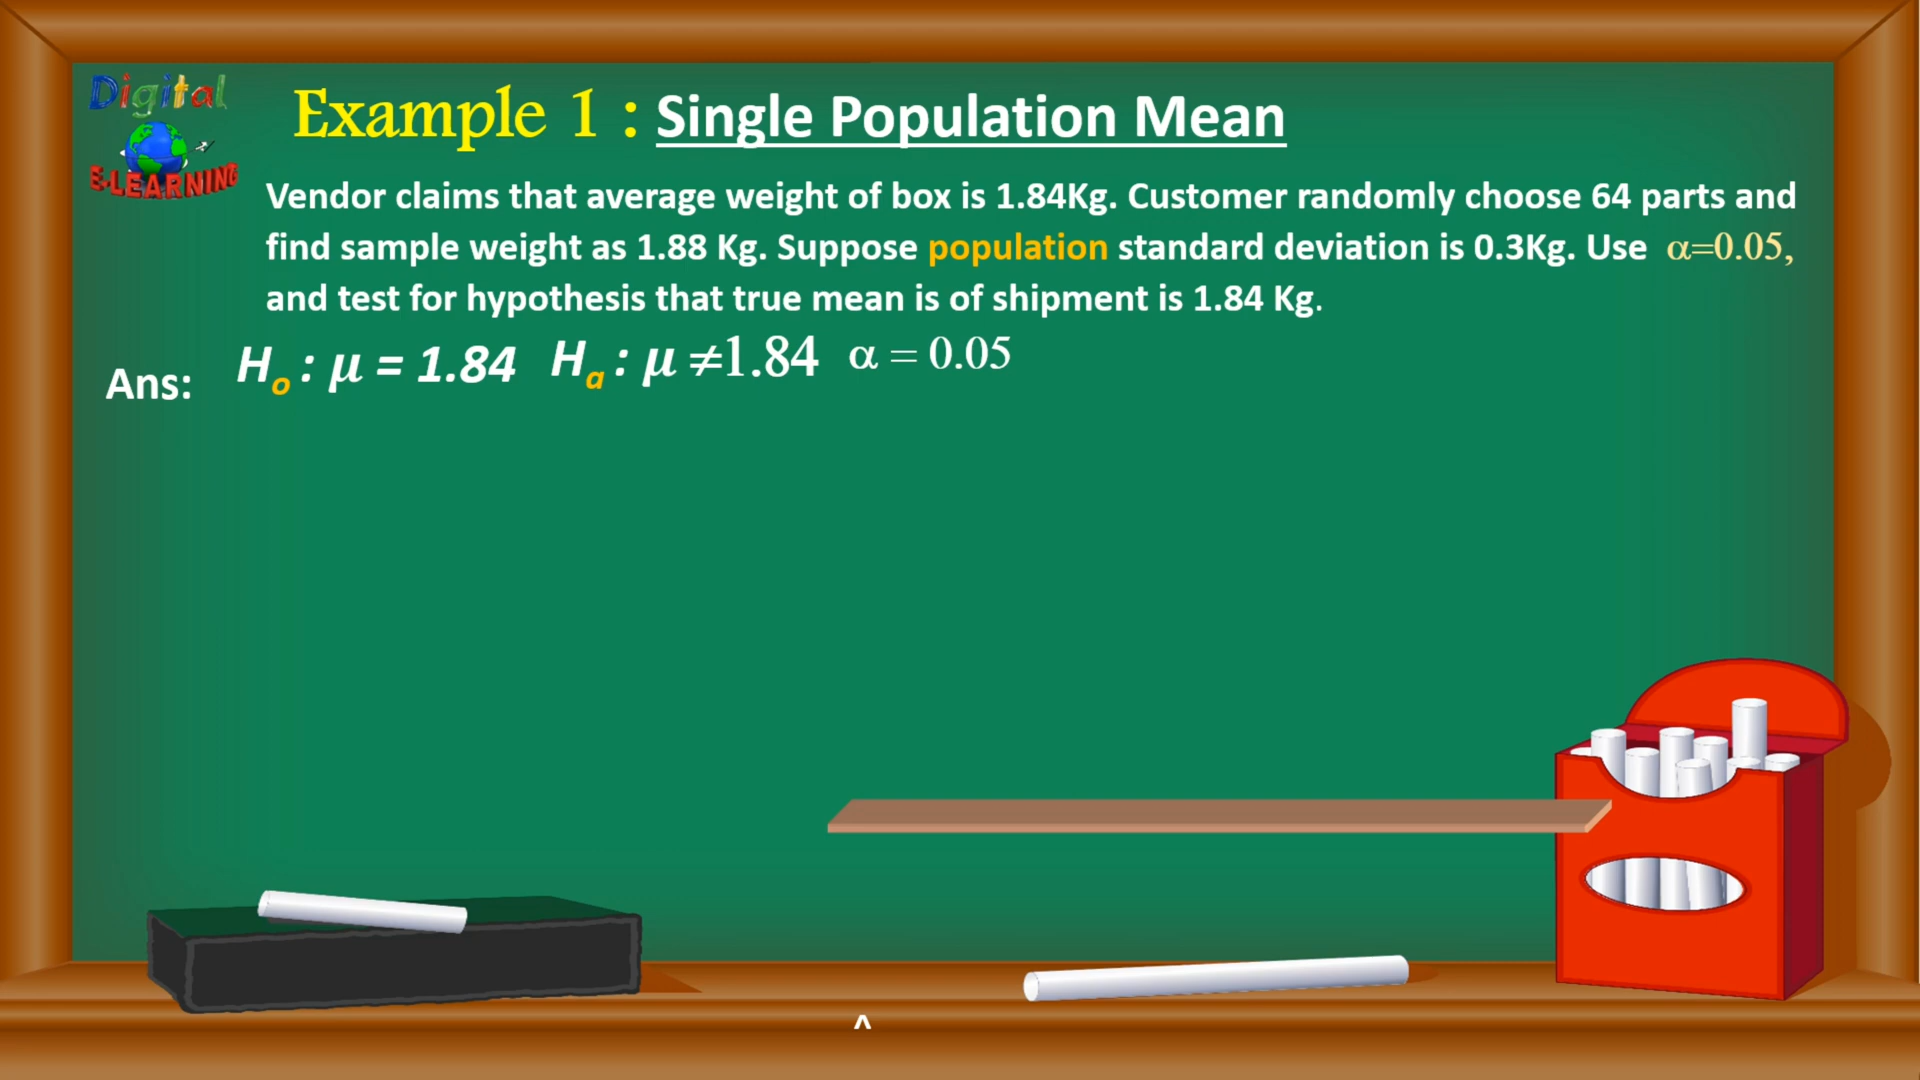 Digital
E-LEARNING
Example 1 : Single Population Mean
Vendor claims that average weight of box is 1.84Kg. Customer randomly choose 64 parts and
find sample weight as 1.88 Kg. Suppose population standard deviation is 0.3Kg. Use α=0.05,
and test for hypothesis that true mean is of shipment is 1.84 Kg.
Ans: Ho : μ = 1.84 Ha : μ ≠1.84 α = 0.05
^